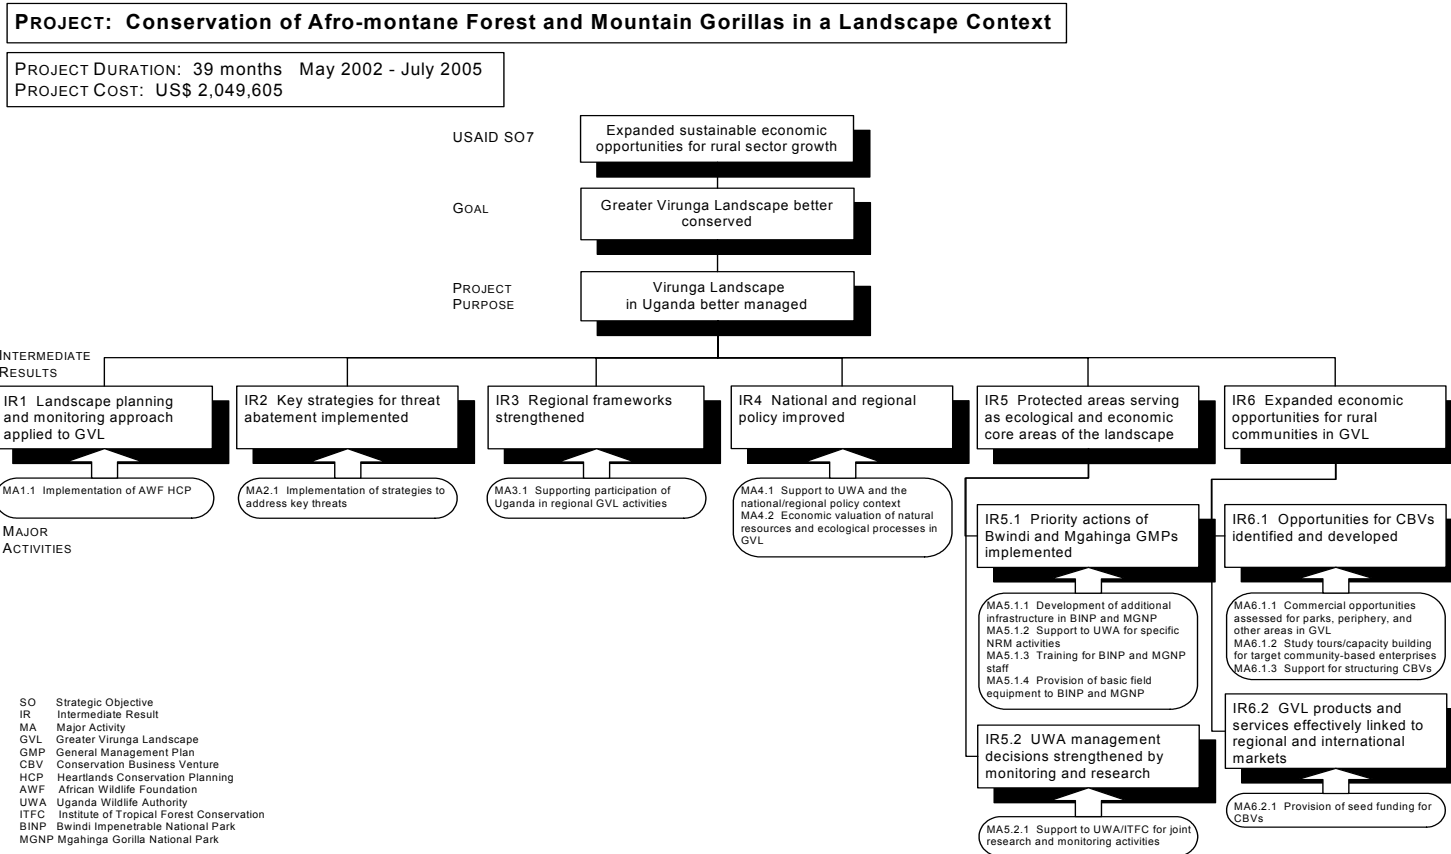 PROJECT: Conservation of Afro-montane Forest and Mountain Gorillas in a Landscape Context
PROJECT DURATION: 39 months May 2002 - July 2005
PROJECT COST: US$ 2,049,605
USAID SO7
Expanded sustainable economic
opportunities for rural sector growth
GOAL
Greater Virunga Landscape better
conserved
PROJECT
PURPOSE
Virunga Landscape
in Uganda better managed
INTERMEDIATE
RESULTS
IR1 Landscape planning
and monitoring approach
applied to GVL
IR2 Key strategies for threat
abatement implemented
IR3 Regional frameworks
strengthened
IR4 National and regional
policy improved
IR5 Protected areas serving
as ecological and economic
core areas of the landscape
IR6 Expanded economic
opportunities for rural
communities in GVL
MA1.1 Implementation of AWF HCP
MA2.1 Implementation of strategies to
address key threats
MA3.1 Supporting participation of
Uganda in regional GVL activities
MA4.1 Support to UWA and the
national/regional policy context
MA4.2 Economic valuation of natural
resources and ecological processes in
GVL
MAJOR
ACTIVITIES
IR5.1 Priority actions of
Bwindi and Mgahinga GMPs
implemented
IR6.1 Opportunities for CBVs
identified and developed
MA5.1.1 Development of additional
infrastructure in BINP and MGNP
MA5.1.2 Support to UWA for specific
NRM activities
MA5.1.3 Training for BINP and MGNP
staff
MA5.1.4 Provision of basic field
equipment to BINP and MGNP
MA6.1.1 Commercial opportunities
assessed for parks, periphery, and
other areas in GVL
MA6.1.2 Study tours/capacity building
for target community-based enterprises
MA6.1.3 Support for structuring CBVs
IR5.2 UWA management
decisions strengthened by
monitoring and research
IR6.2 GVL products and
services effectively linked to
regional and international
markets
MA5.2.1 Support to UWA/ITFC for joint
research and monitoring activities
MA6.2.1 Provision of seed funding for
CBVs
SO Strategic Objective
IR Intermediate Result
MA Major Activity
GVL Greater Virunga Landscape
GMP General Management Plan
CBV Conservation Business Venture
HCP Heartlands Conservation Planning
AWF African Wildlife Foundation
UWA Uganda Wildlife Authority
ITFC Institute of Tropical Forest Conservation
BINP Bwindi Impenetrable National Park
MGNP Mgahinga Gorilla National Park